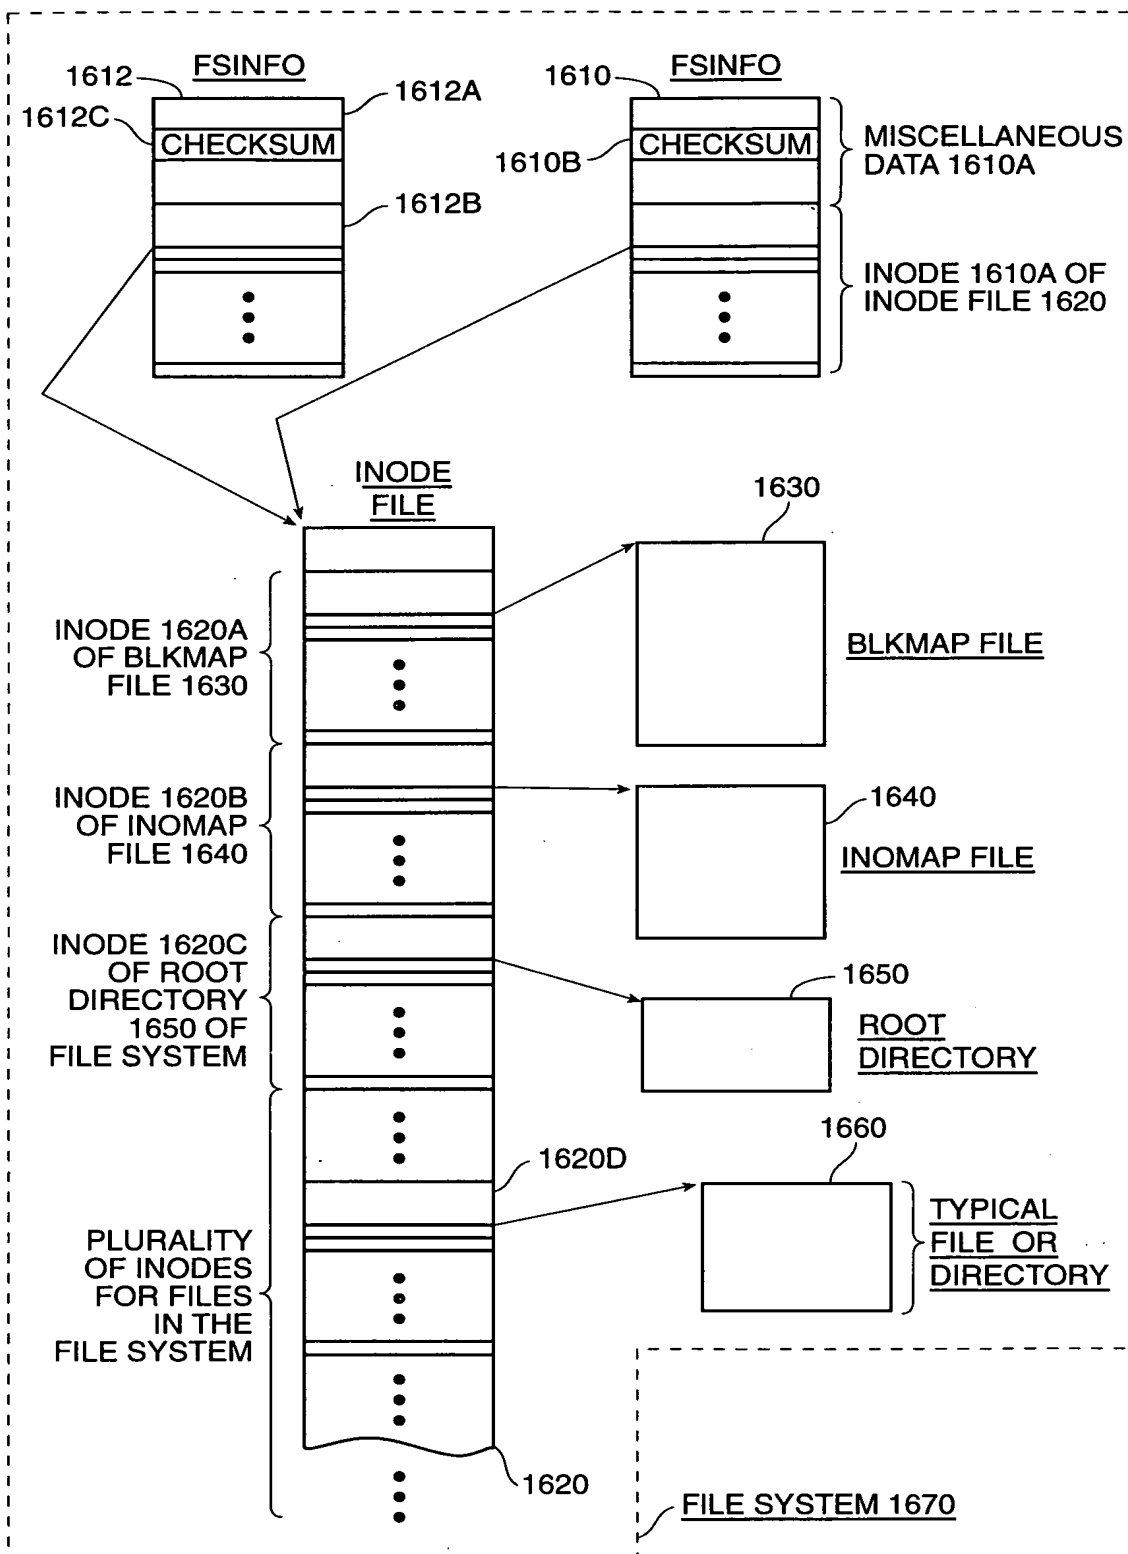 FSINFO
1612
1612A
1612C
CHECKSUM
1612B
FSINFO
1610
CHECKSUM
1610B
MISCELLANEOUS
DATA 1610A
INODE 1610A OF
INODE FILE 1620
INODE
FILE
1630
INODE 1620A
OF BLKMAP
FILE 1630
BLKMAP FILE
INODE 1620B
OF INOMAP
FILE 1640
1640
INOMAP FILE
INODE 1620C
OF ROOT
DIRECTORY
1650 OF
FILE SYSTEM
1650
ROOT
DIRECTORY
1620D
1660
TYPICAL
FILE OR
DIRECTORY
PLURALITY
OF INODES
FOR FILES
IN THE
FILE SYSTEM
1620
FILE SYSTEM 1670